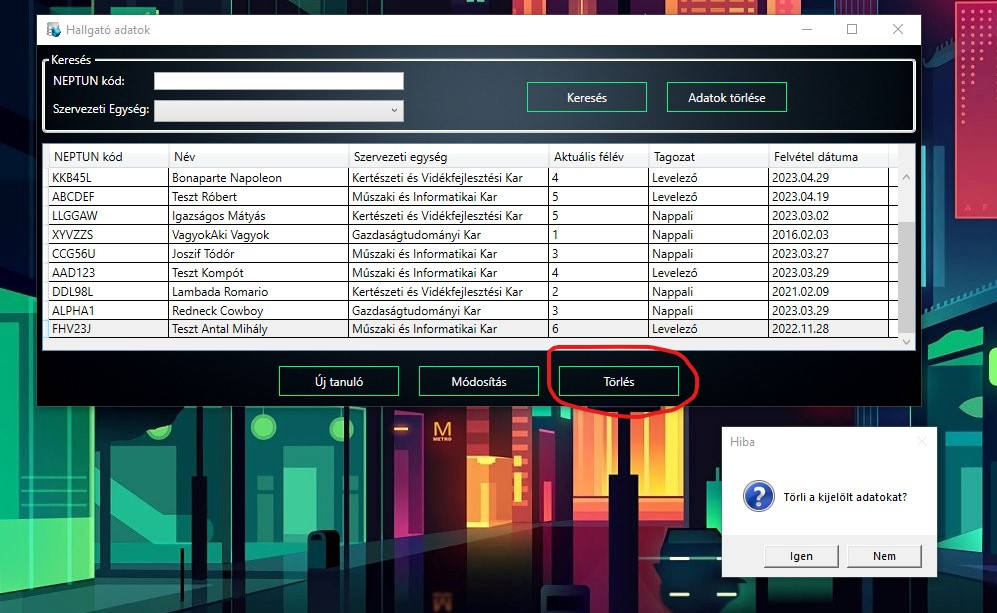 Hallgató adatok
Keresés
NEPTUN kód:
Szervezeti Egység:
Keresés
Adatok törlése
NEPTUN kód Név Szervezeti egység Aktuális félév Tagozat Felvétel dátuma
KKB45L Bonaparte Napoleon Kertészeti és Vidékfejlesztési Kar 4 Levelező 2023.04.29
ABCDEF Teszt Róbert Műszaki és Informatikai Kar 5 Levelező 2023.04.19
LLGGAW Igazságos Mátyás Kertészeti és Vidékfejlesztési Kar 5 Nappali 2023.03.02
XYVZZS VagyokAki Vagyok Gazdaságtudományi Kar 1 Nappali 2016.02.03
CCG56U Joszif Tódór Műszaki és Informatikai Kar 3 Nappali 2023.03.27
AAD123 Teszt Kompót Műszaki és Informatikai Kar 4 Levelező 2023.03.29
DDL98L Lambada Romario Kertészeti és Vidékfejlesztési Kar 2 Nappali 2021.02.09
ALPHA1 Redneck Cowboy Gazdaságtudományi Kar 3 Nappali 2023.03.29
FHV23J Teszt Antal Mihály Műszaki és Informatikai Kar 6 Levelező 2022.11.28
Új tanuló
Módosítás
Törlés
A F
M
METRO
Hiba
Törli a kijelölt adatokat?
Igen
Nem